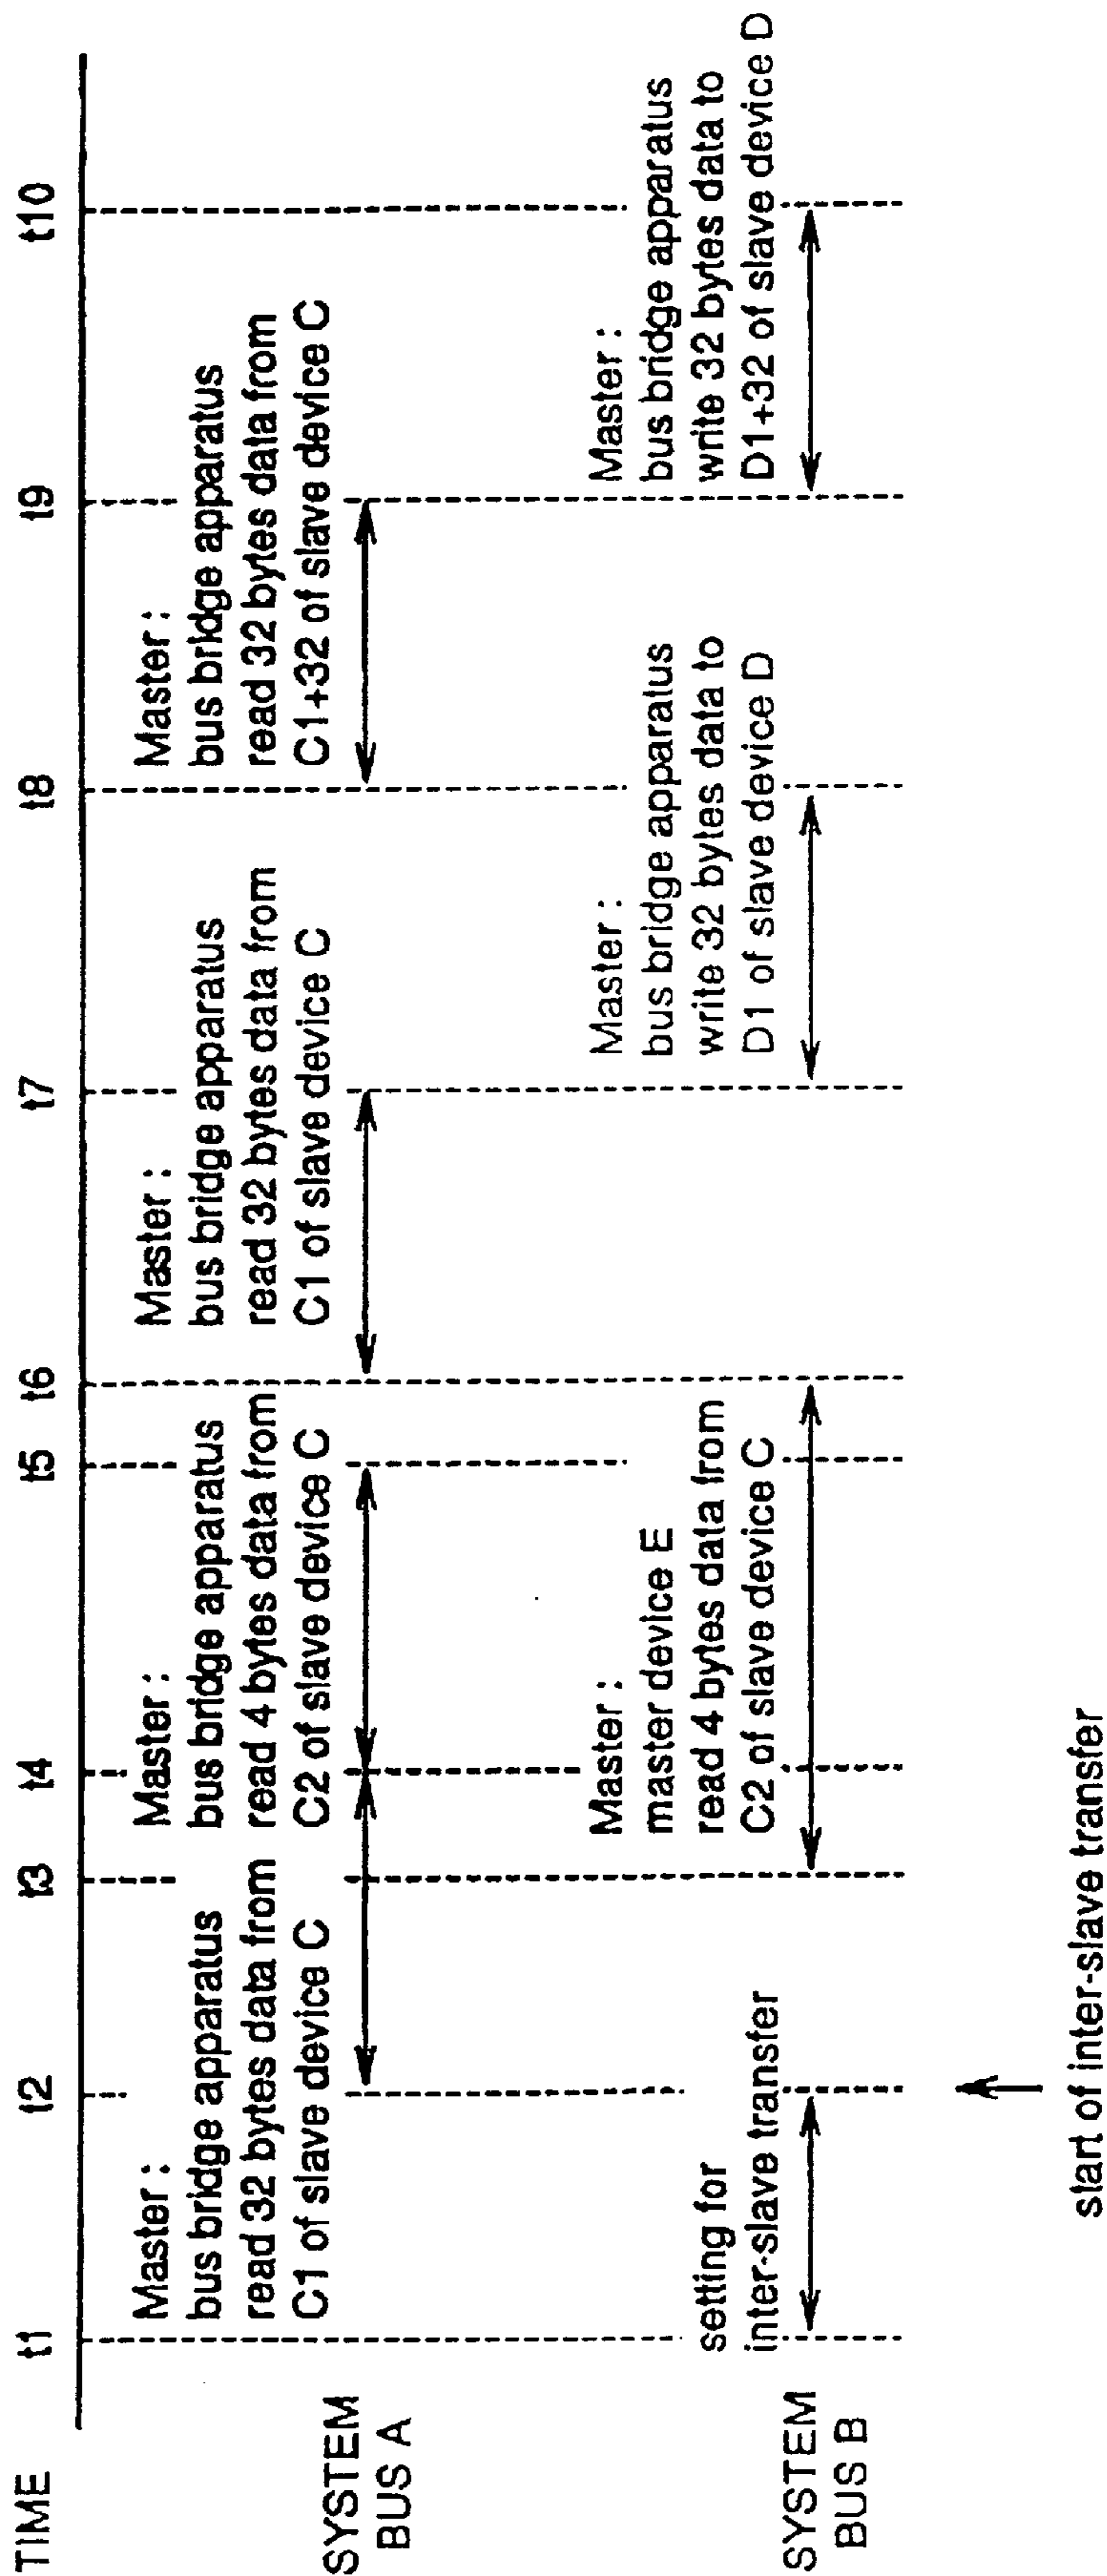 TIME
t1 t2 t3 t4 t5 t6 t7 t8 t9 t10
SYSTEM
BUS A
Master :
bus bridge apparatus
read 32 bytes data from
C1 of slave device C
Master :
bus bridge apparatus
read 4 bytes data from
C2 of slave device C
Master :
bus bridge apparatus
read 32 bytes data from
C1 of slave device C
Master :
bus bridge apparatus
read 32 bytes data from
C1+32 of slave device C
SYSTEM
BUS B
setting for
inter-slave transfer
Master :
master device E
read 4 bytes data from
C2 of slave device C
Master :
bus bridge apparatus
write 32 bytes data to
D1 of slave device D
Master :
bus bridge apparatus
write 32 bytes data to
D1+32 of slave device D
start of inter-slave transfer